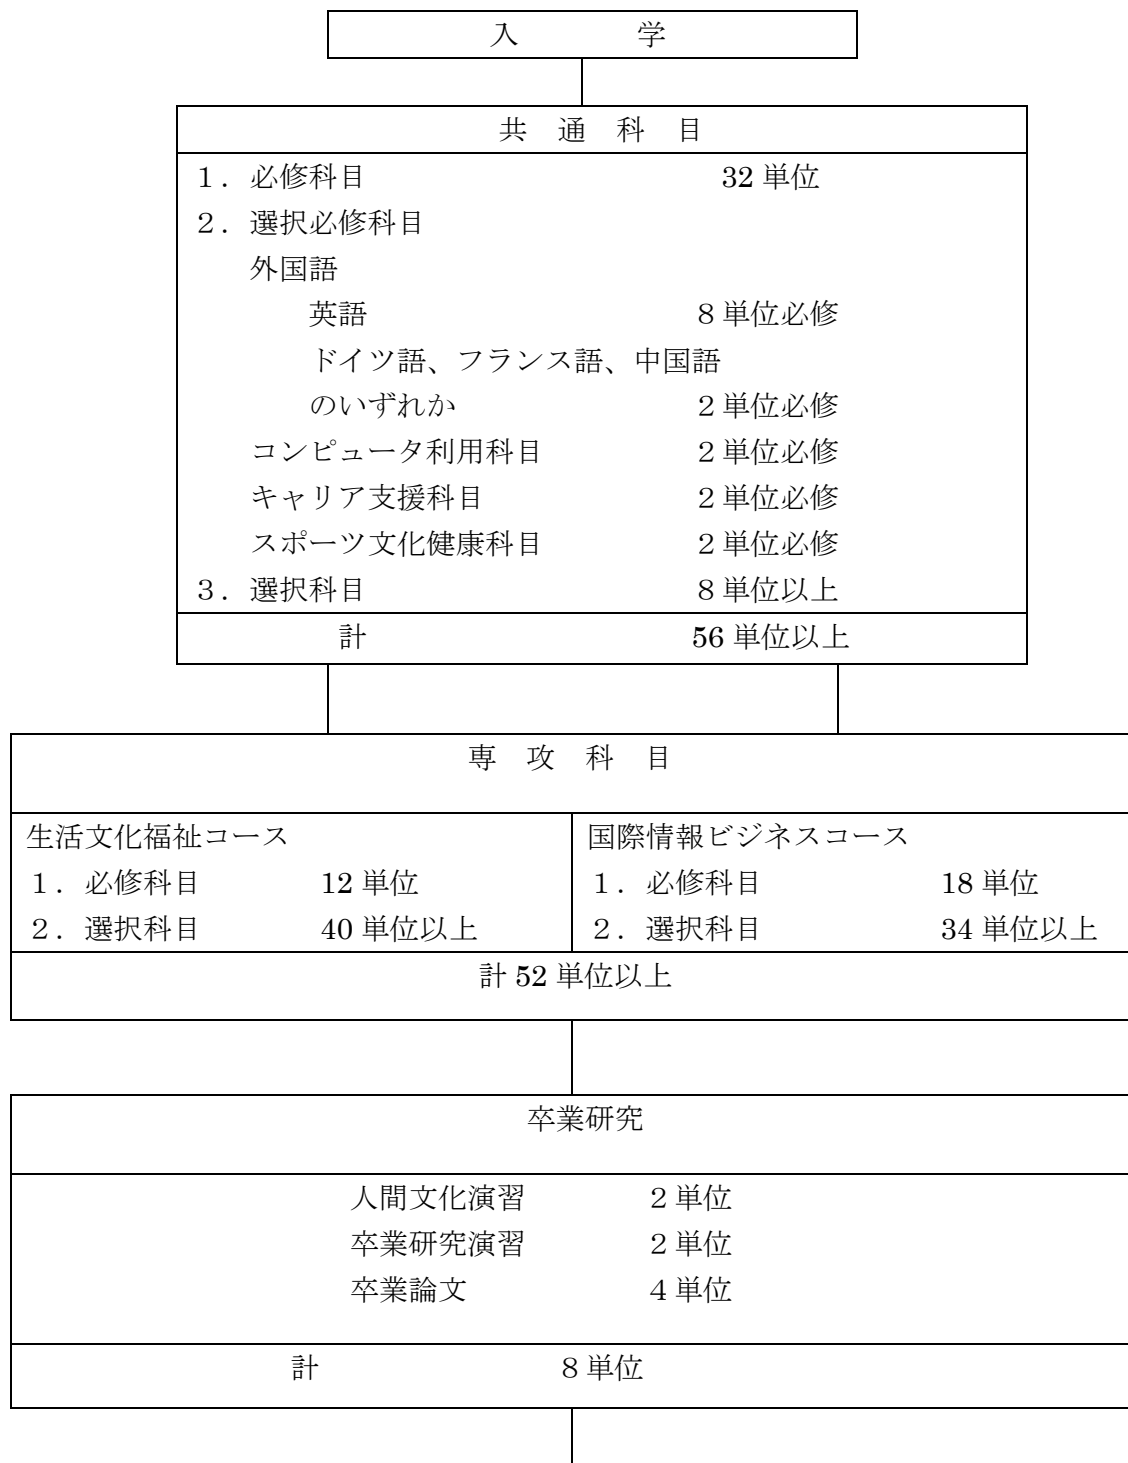 入　　　学
共　通　科　目
１．必修科目　32 単位
２．選択必修科目
外国語
英語　８単位必修
ドイツ語、フランス語、中国語
のいずれか　２単位必修
コンピュータ利用科目　２単位必修
キャリア支援科目　２単位必修
スポーツ文化健康科目　２単位必修
３．選択科目　８単位以上
計　56 単位以上
専　攻　科　目
生活文化福祉コース
１．必修科目　12 単位
２．選択科目　40 単位以上
国際情報ビジネスコース
１．必修科目　18 単位
２．選択科目　34 単位以上
計 52 単位以上
卒業研究
人間文化演習　２単位
卒業研究演習　２単位
卒業論文　４単位
計　８単位